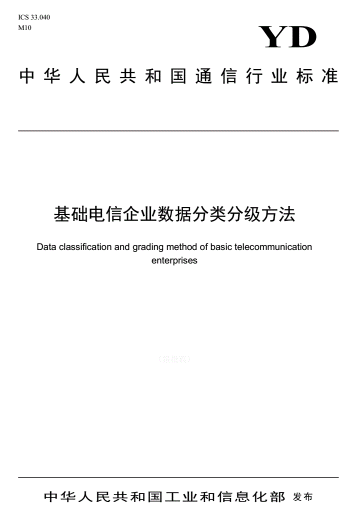 ICS 33.040
M10
YD
中华人民共和国通信行业标准
基础电信企业数据分类分级方法
Data classification and grading method of basic telecommunication
enterprises
中华人民共和国工业和信息化部 发布